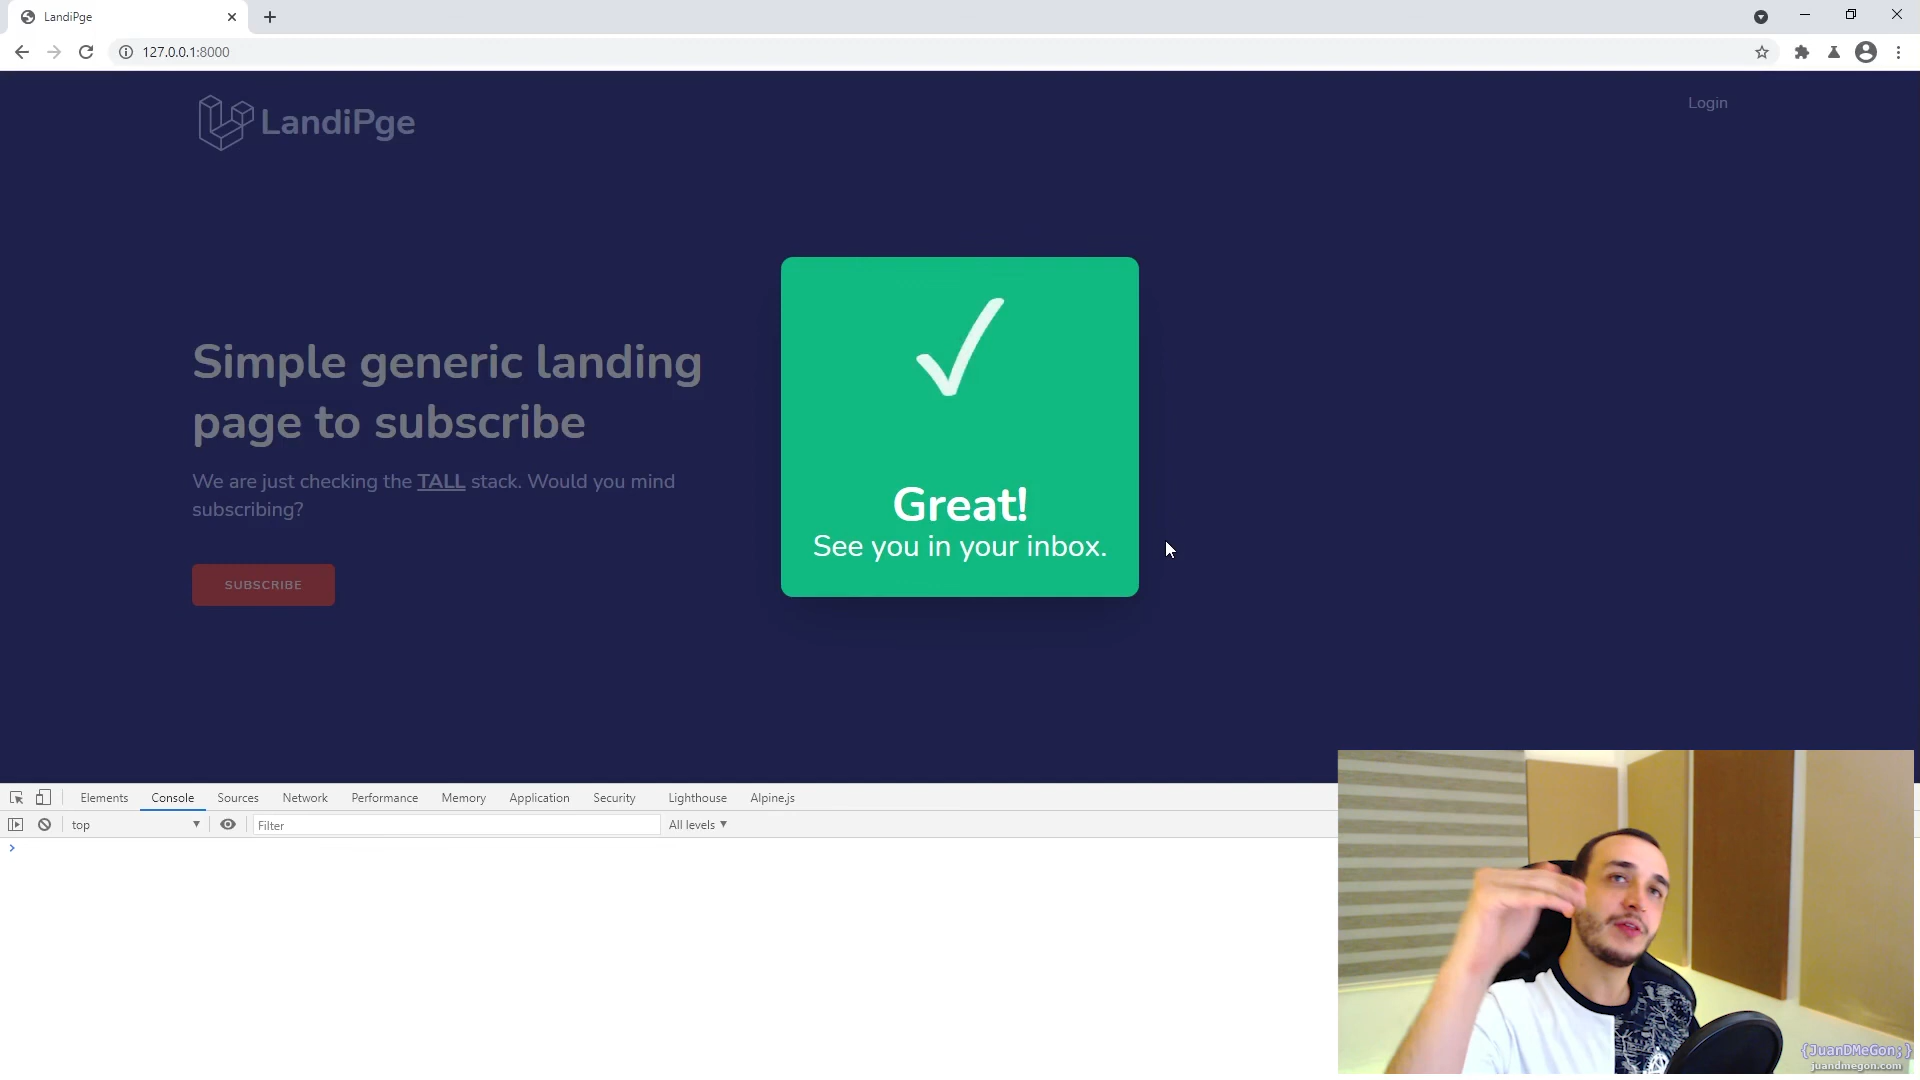 LandiPge
127.0.0.1:8000
LandiPge
Login
Simple generic landing
page to subscribe
We are just checking the TALL stack. Would you mind
subscribing?
SUBSCRIBE
Great!
See you in your inbox.
Elements Console Sources Network Performance Memory Application Security Lighthouse Alpine.js
top Filter All levels
{JuanDMeGon;}
juandmegon.com